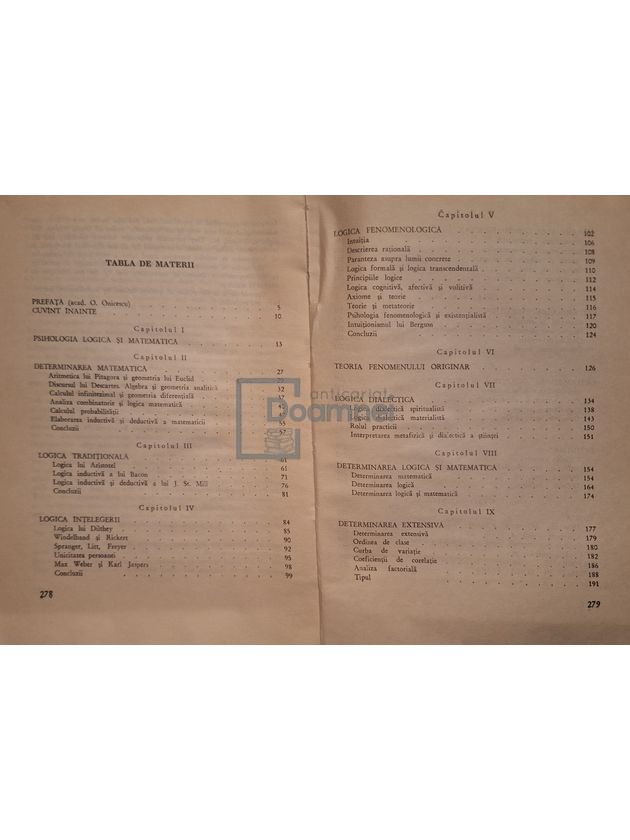 TABLA DE MATERII
PREFAȚĂ (acad. O. Onicescu) . . . 5
CUVÎNT ÎNAINTE . . . 10
Capitolul I
PSIHOLOGIA LOGICĂ ȘI MATEMATICĂ . . . 13
Capitolul II
DETERMINAREA MATEMATICĂ . . . 27
Aritmetica lui Pitagora și geometria lui Euclid
Discursul lui Descartes. Algebra și geometria analitică . . . 32
Calculul infinitezimal și geometria diferențială . . . 37
Analiza combinatorie și logica matematică
Calculul probabilității
Elaborarea inductivă și deductivă a matematicii . . . 55
Concluzii . . . 57
Capitolul III
LOGICA TRADIȚIONALĂ . . . 61
Logica lui Aristotel . . . 61
Logica inductivă a lui Bacon . . . 71
Logica inductivă și deductivă a lui J. St. Mill . . . 76
Concluzii . . . 81
Capitolul IV
LOGICA ÎNȚELEGERII . . . 84
Logica lui Dilthey . . . 85
Windelband și Rickert . . . 90
Spranger, Litt, Freyer . . . 92
Unicitatea persoanei . . . 95
Max Weber și Karl Jaspers . . . 98
Concluzii . . . 99
278
Capitolul V
LOGICA FENOMENOLOGICĂ . . . 102
Intuiția . . . 106
Descrierea rațională . . . 108
Paranteza asupra lumii concrete . . . 109
Logica formală și logica transcendentală . . . 110
Principiile logice . . . 112
Logica cognitivă, afectivă și volitivă . . . 114
Axiome și teorie . . . 115
Teorie și metateorie . . . 116
Psihologia fenomenologică și existențialistă . . . 117
Intuiționismul lui Bergson . . . 120
Concluzii . . . 124
Capitolul VI
TEORIA FENOMENULUI ORIGINAR . . . 126
Capitolul VII
LOGICA DIALECTICĂ . . . 134
Logica dialectică spiritualistă . . . 138
Logica dialectică materialistă . . . 143
Rolul practicii . . . 150
Interpretarea metafizică și dialectică a științei . . . 151
Capitolul VIII
DETERMINAREA LOGICĂ ȘI MATEMATICĂ . . . 154
Determinarea matematică . . . 154
Determinarea logică . . . 164
Determinarea logică și matematică . . . 174
Capitolul IX
DETERMINAREA EXTENSIVĂ . . . 177
Determinarea extensivă . . . 179
Ordinea de clase . . . 180
Curba de variație . . . 182
Coeficienții de corelație . . . 186
Analiza factorială . . . 188
Tipul . . . 191
279
anticariat
Doamnei